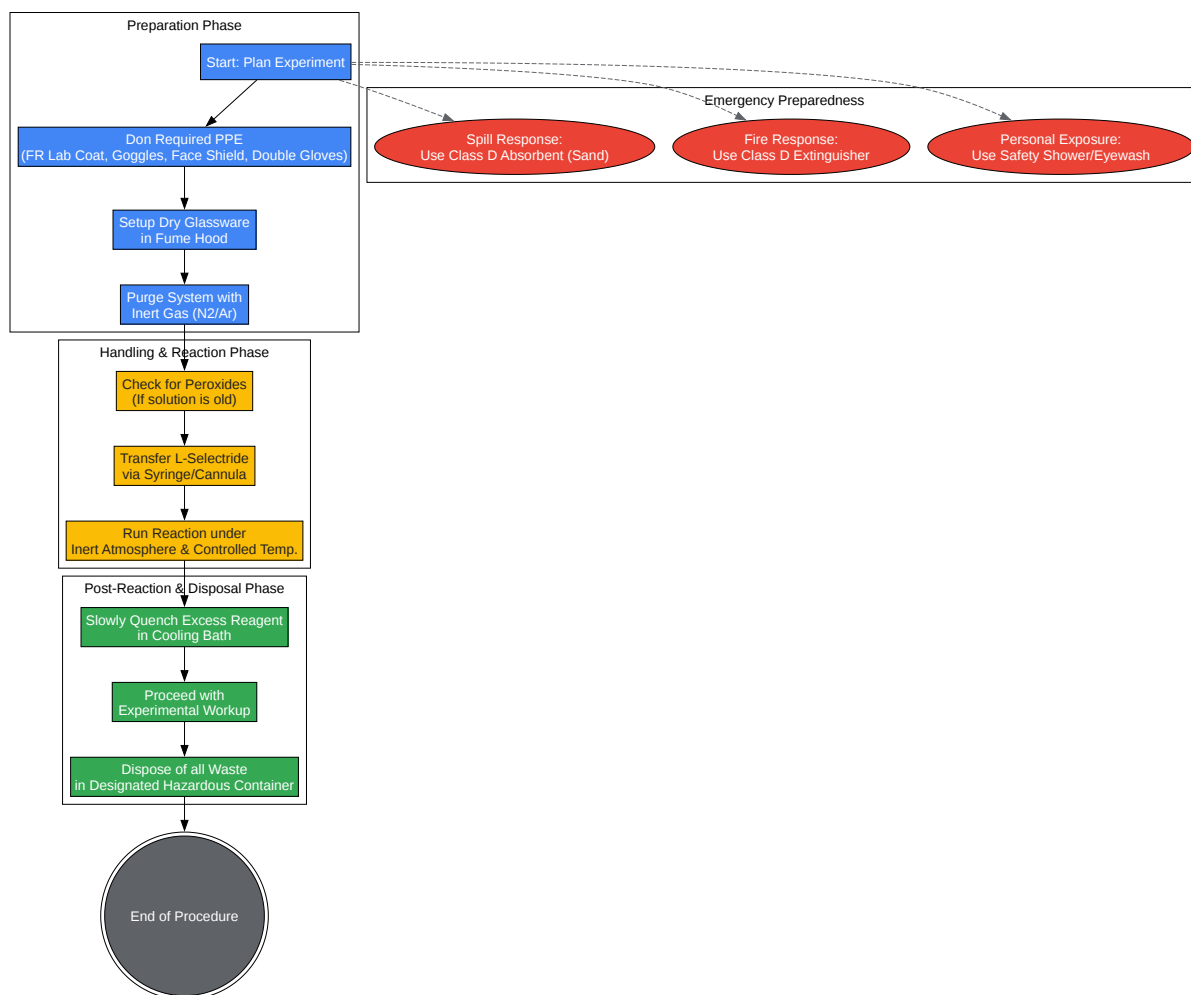 Preparation Phase
Start: Plan Experiment
Don Required PPE
(FR Lab Coat, Goggles, Face Shield, Double Gloves)
Setup Dry Glassware
in Fume Hood
Purge System with
Inert Gas (N2/Ar)
Emergency Preparedness
Spill Response:
Use Class D Absorbent (Sand)
Fire Response:
Use Class D Extinguisher
Personal Exposure:
Use Safety Shower/Eyewash
Handling & Reaction Phase
Check for Peroxides
(If solution is old)
Transfer L-Selectride
via Syringe/Cannula
Run Reaction under
Inert Atmosphere & Controlled Temp.
Post-Reaction & Disposal Phase
Slowly Quench Excess Reagent
in Cooling Bath
Proceed with
Experimental Workup
Dispose of all Waste
in Designated Hazardous Container
End of Procedure